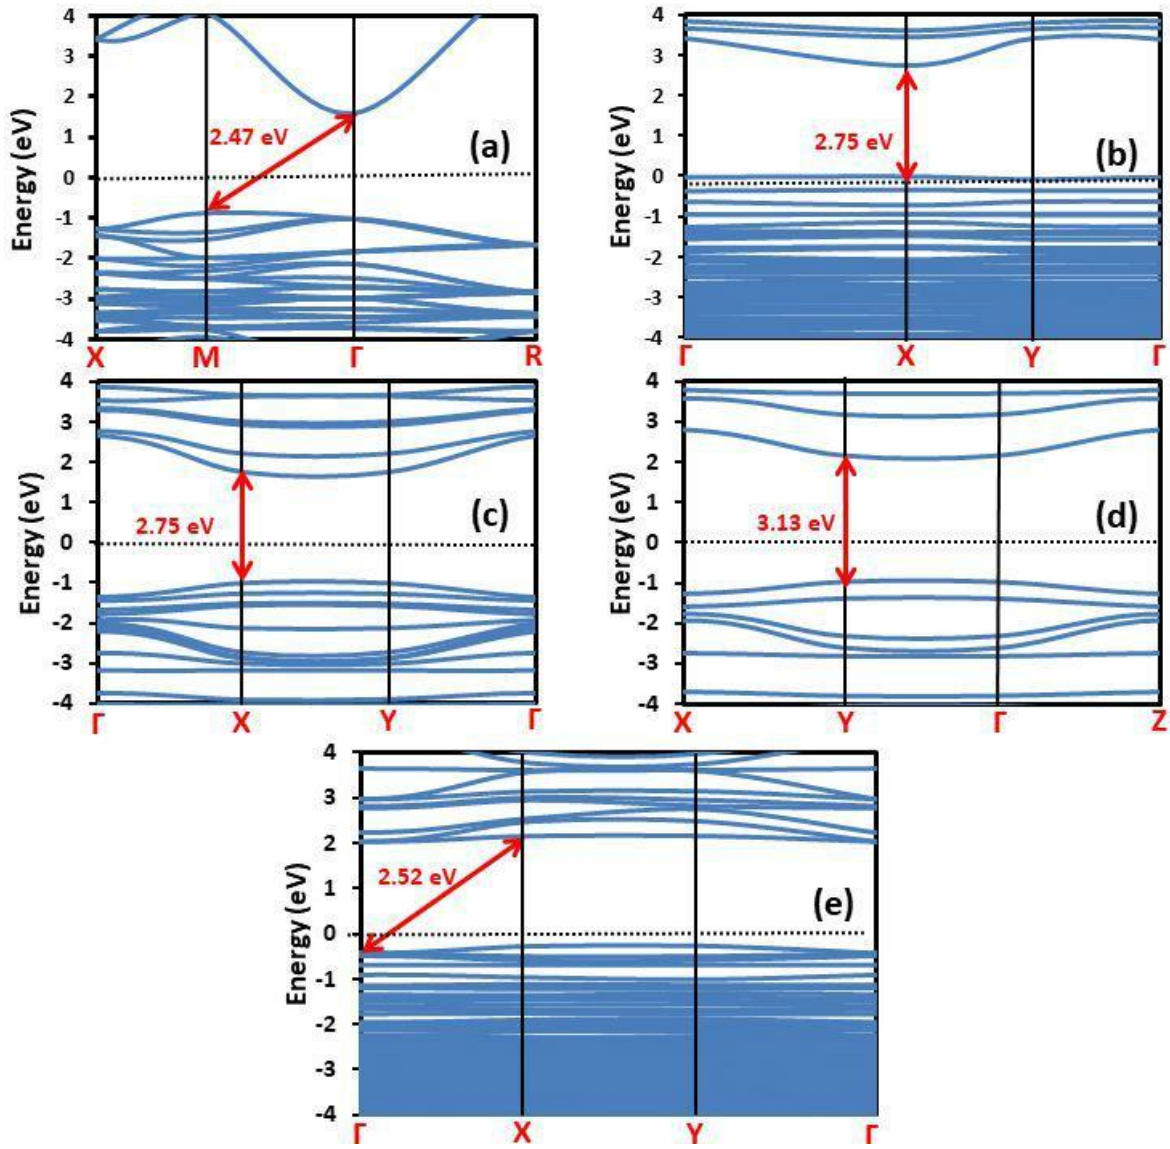 4
3
2
1
0
-1
-2
-3
-4
Energy (eV)
2.47 eV
(a)
X M Γ R
4
3
2
1
0
-1
-2
-3
-4
Energy (eV)
2.75 eV
(b)
Γ X Y Γ
4
3
2
1
0
-1
-2
-3
-4
Energy (eV)
2.75 eV
(c)
Γ X Y Γ
4
3
2
1
0
-1
-2
-3
-4
Energy (eV)
3.13 eV
(d)
X Y Γ Z
4
3
2
1
0
-1
-2
-3
-4
Energy (eV)
2.52 eV
(e)
Γ X Y Γ